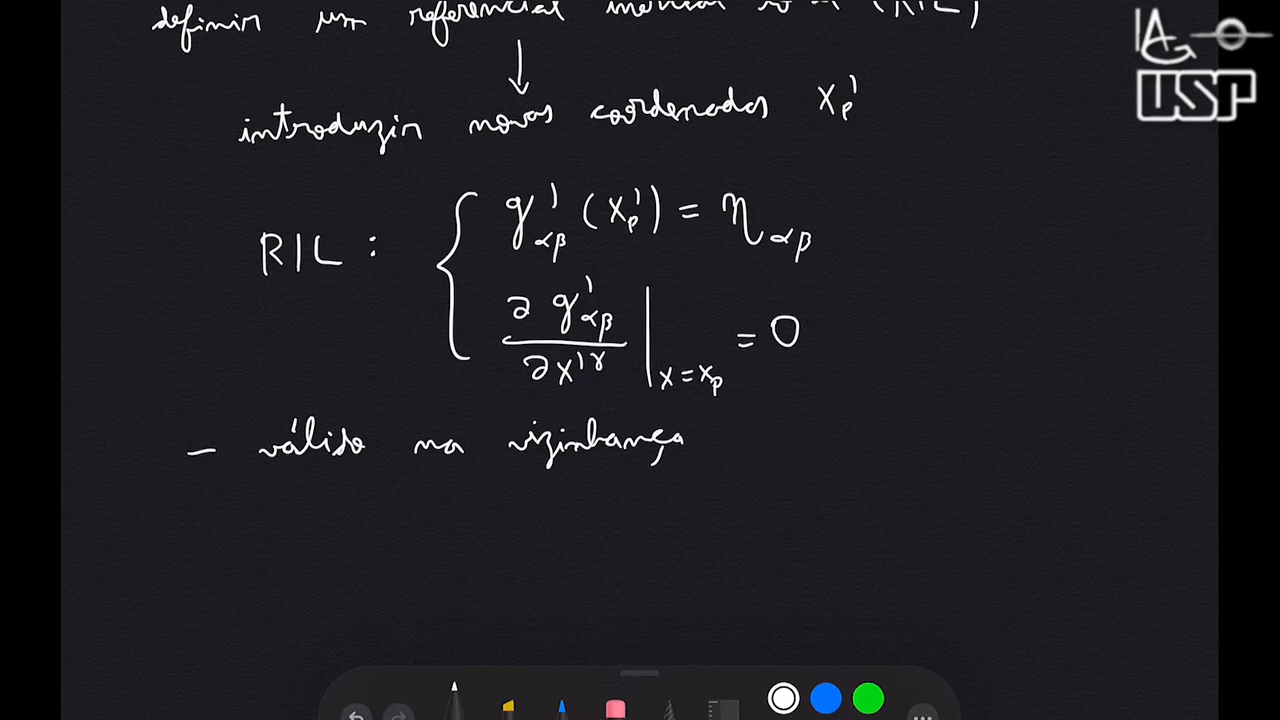 definir um referencial inercial (RIL)
IAG
USP
introduzir novas coordenadas x'ₚ
RIL : { g'αβ (x'ₚ) = ηαβ
∂ g'αβ / ∂x'ᵞ | x = xₚ = 0
— válido na vizinhança